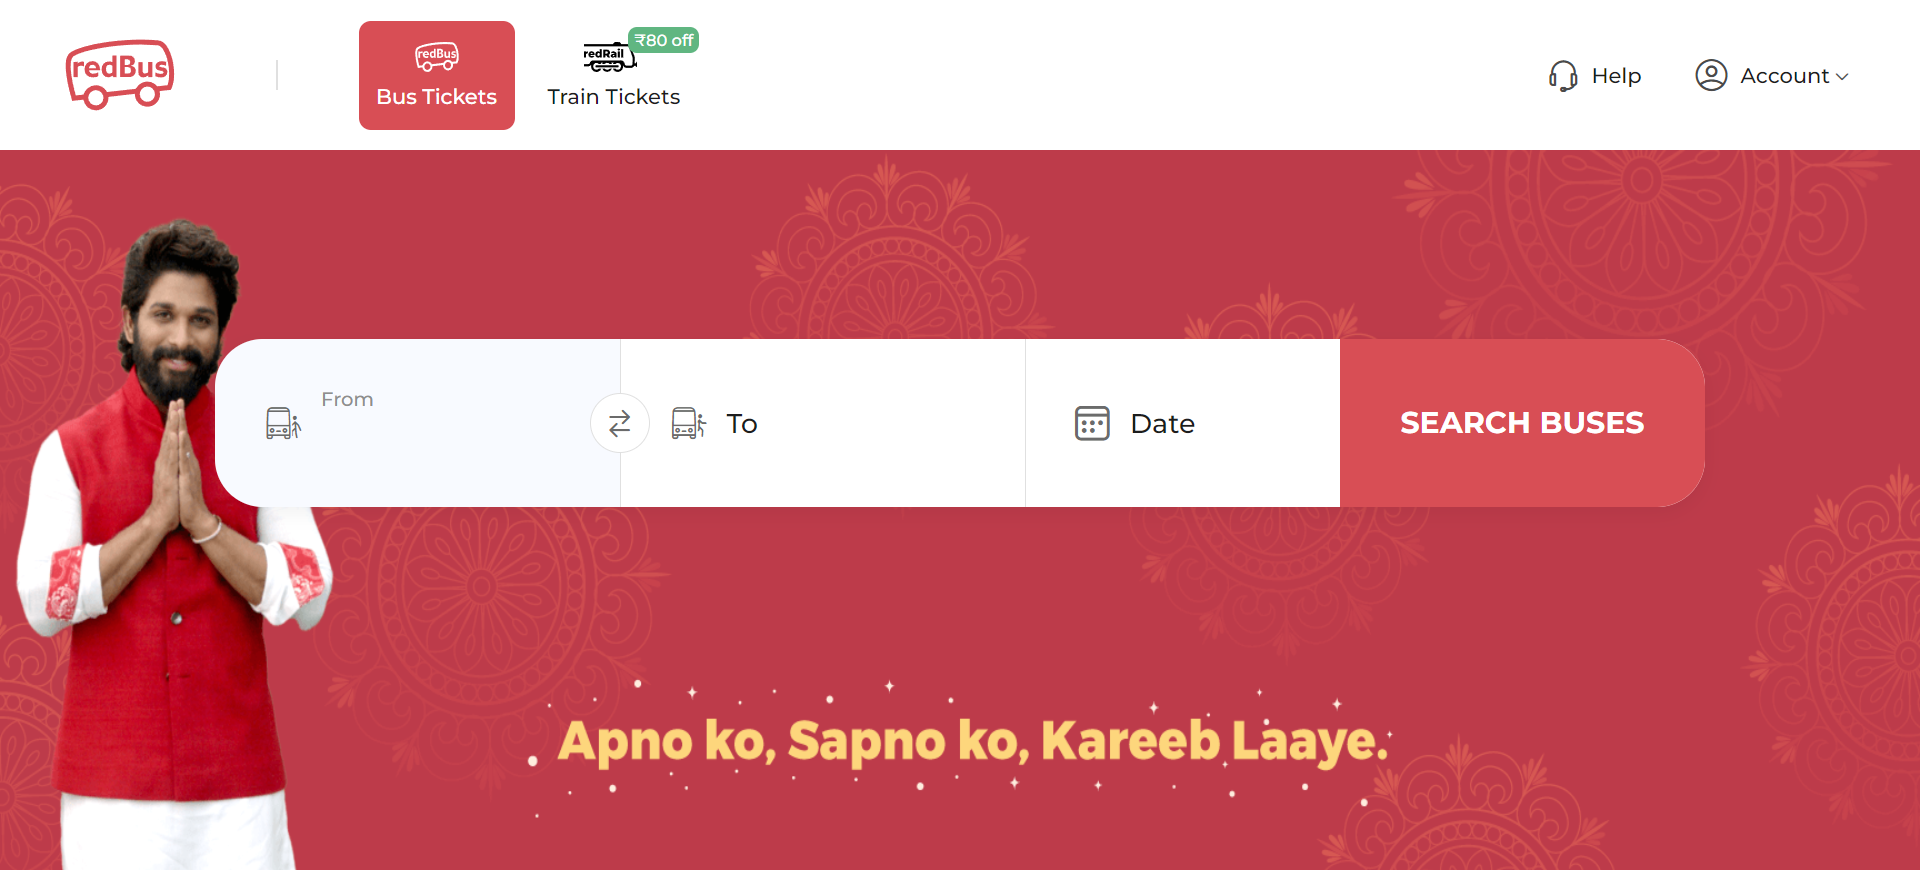 redBus
redBus
Bus Tickets
redRail
₹80 off
Train Tickets
Help
Account
From
To
Date
SEARCH BUSES
Apno ko, Sapno ko, Kareeb Laaye.